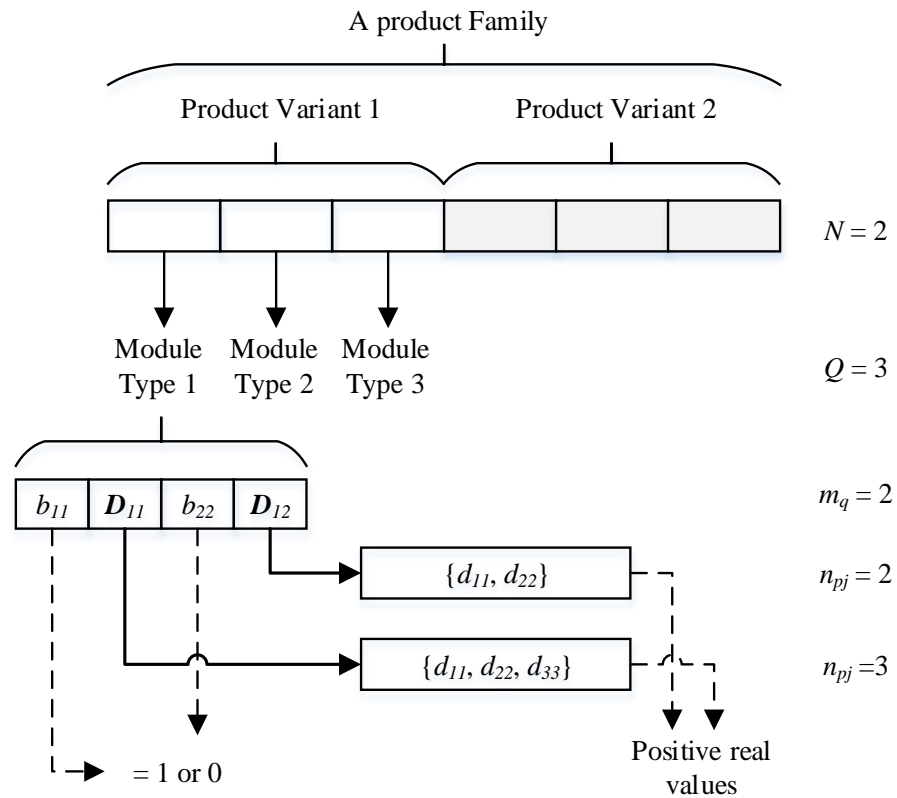 A product Family
Product Variant 1
Product Variant 2
N = 2
Module Type 1
Module Type 2
Module Type 3
Q = 3
b11 D11 b22 D12
mq = 2
{d11, d22}
npj = 2
{d11, d22, d33}
npj =3
= 1 or 0
Positive real
values